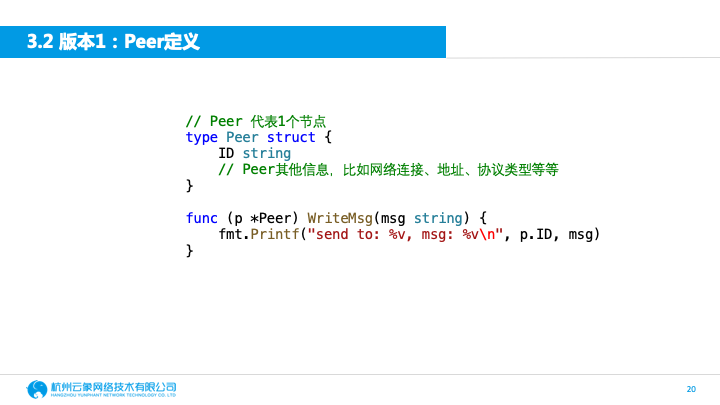 3.2 版本1：Peer定义
// Peer 代表1个节点
type Peer struct {
    ID string
    // Peer其他信息，比如网络连接、地址、协议类型等等
}
func (p *Peer) WriteMsg(msg string) {
    fmt.Printf("send to: %v, msg: %v\n", p.ID, msg)
}
杭州云象网络技术有限公司
HANGZHOU YUNPHANT NETWORK TECHNOLOGY CO. LTD
20